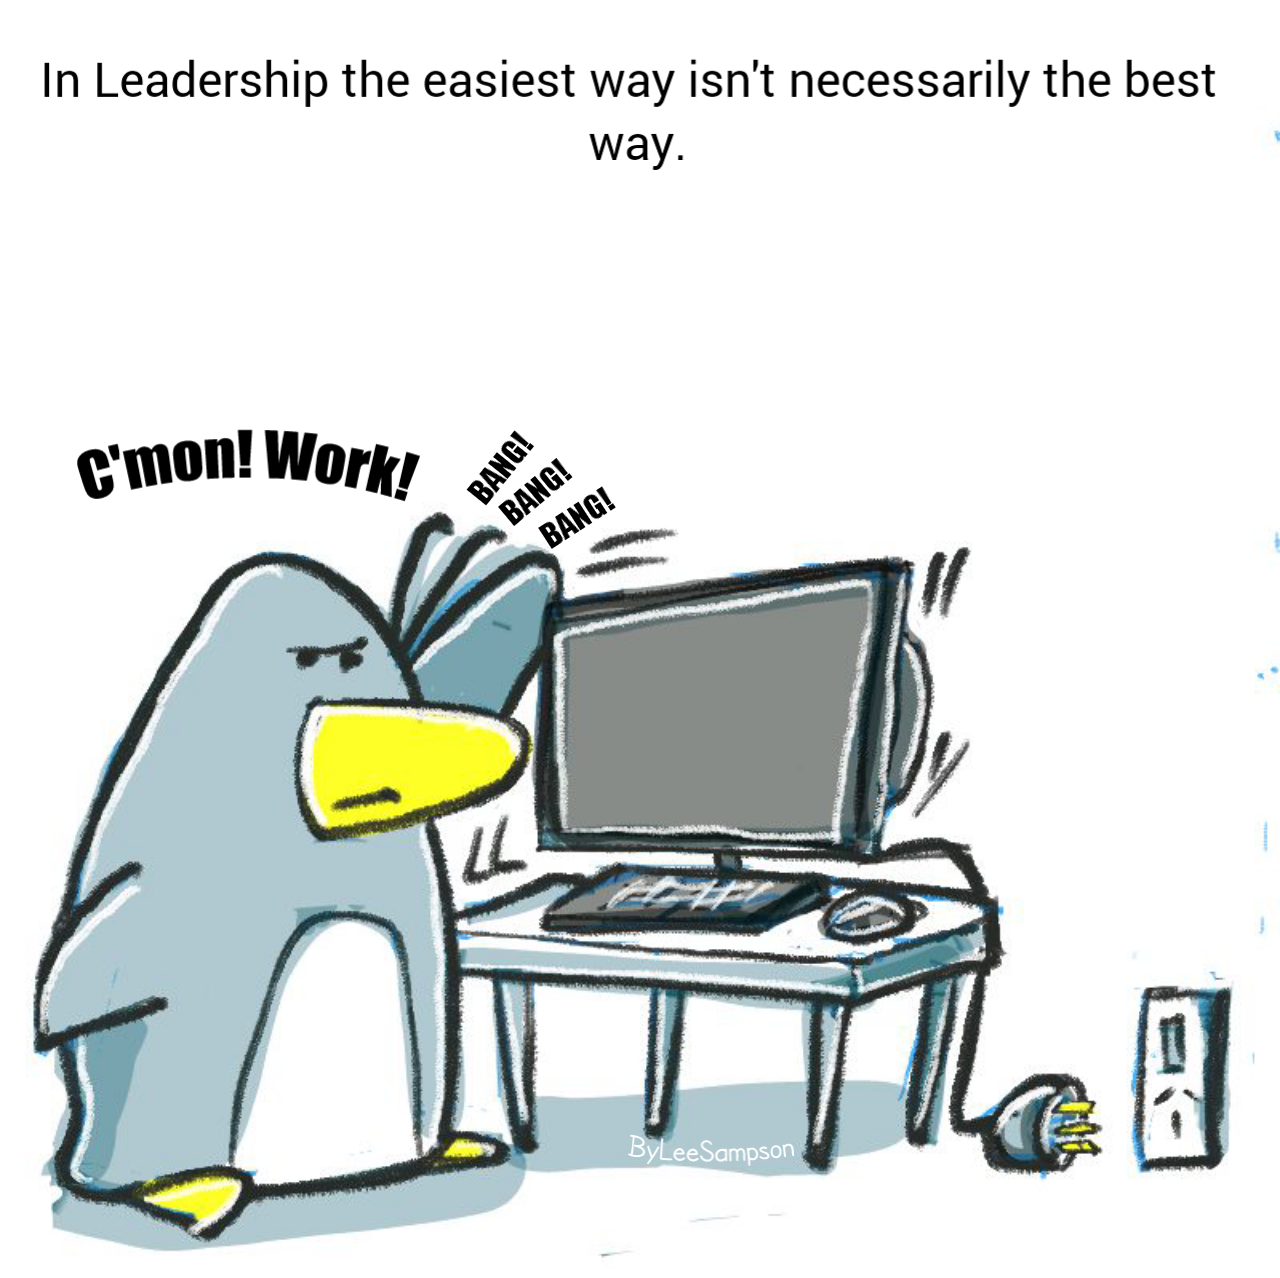 In Leadership the easiest way isn't necessarily the best
way.
C'mon! Work!
BANG!
BANG!
BANG!
ByLeeSampson